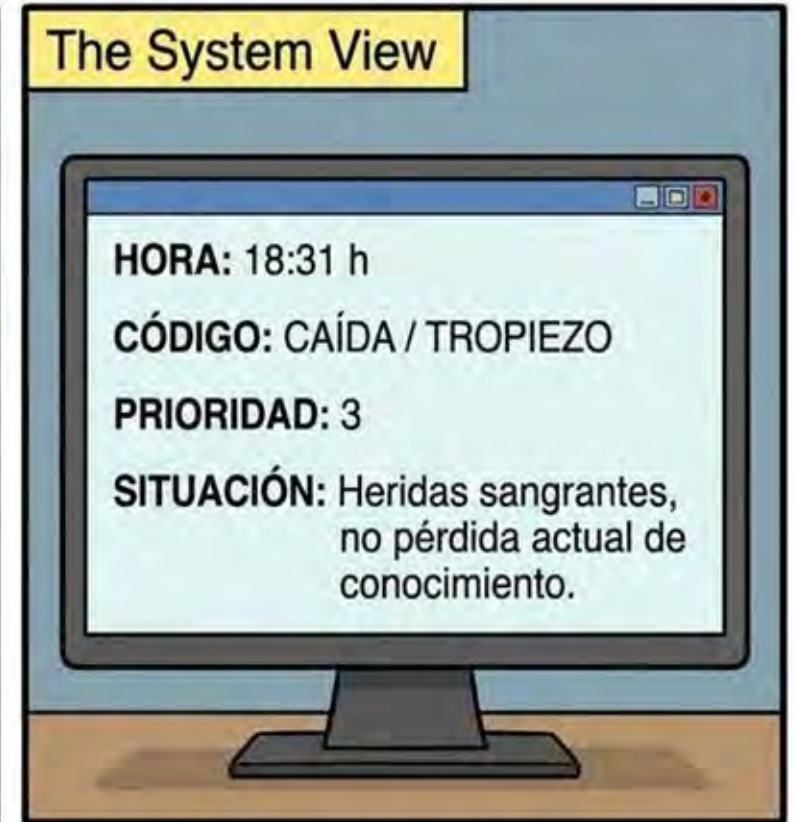 The System View
HORA: 18:31 h
CÓDIGO: CAÍDA / TROPIEZO
PRIORIDAD: 3
SITUACIÓN: Heridas sangrantes,
no pérdida actual de
conocimiento.